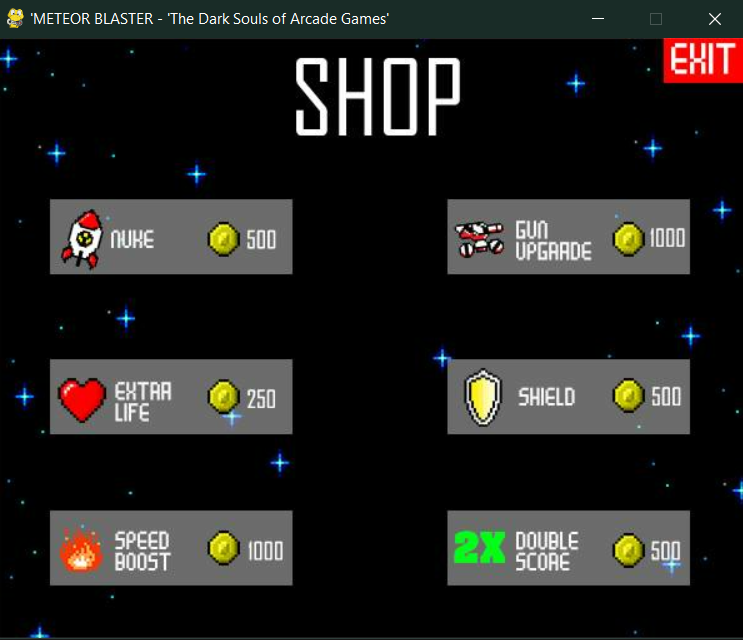 'METEOR BLASTER - 'The Dark Souls of Arcade Games'
EXIT
SHOP
NUKE 500
GUN
UPGRADE 1000
EXTRA
LIFE 250
SHIELD 500
SPEED
BOOST 1000
2X DOUBLE
SCORE 500